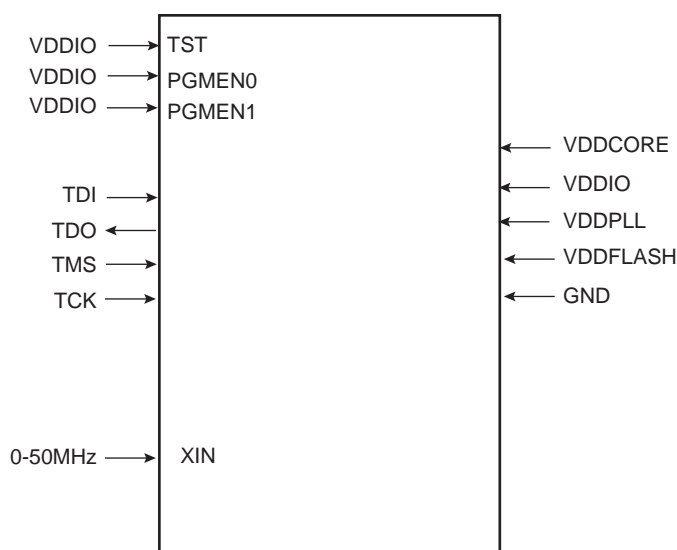 VDDIO TST
VDDIO PGMEN0
VDDIO PGMEN1
VDDCORE
VDDIO
TDI
VDDPLL
TDO
VDDFLASH
TMS
GND
TCK
0-50MHz XIN